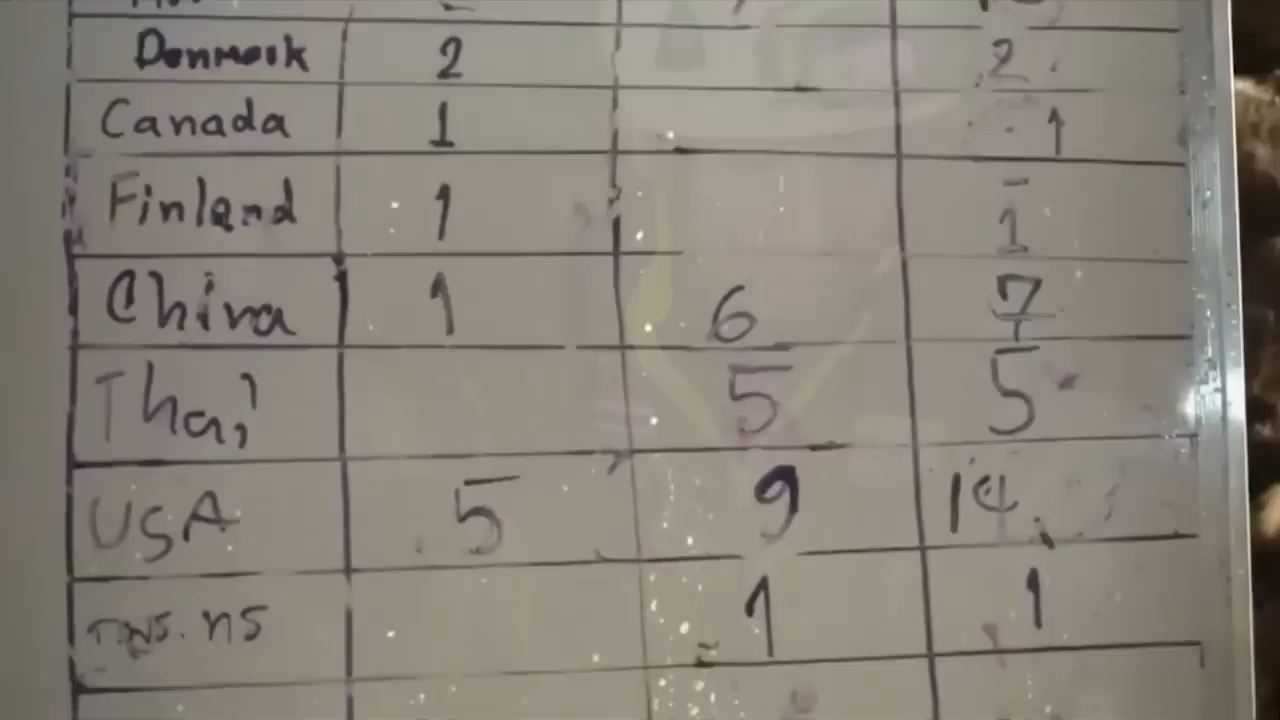 Denmark 2 2
Canada 1 1
Finland 1 1
China 1 6 7
Thai 5 5
USA 5 9 14
1 1